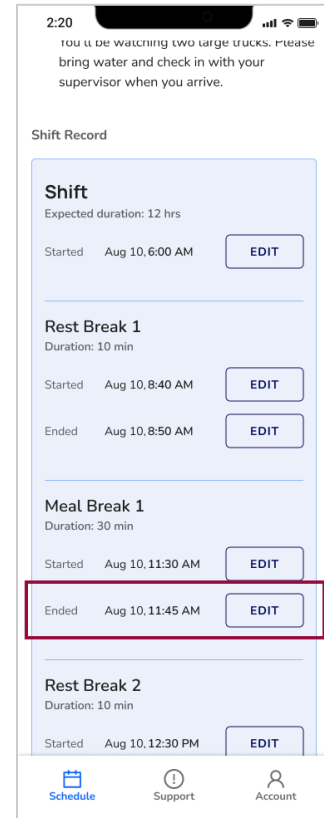 2:20
You'll be watching two large trucks. Please
bring water and check in with your
supervisor when you arrive.
Shift Record
Shift
Expected duration: 12 hrs
Started Aug 10, 6:00 AM EDIT
Rest Break 1
Duration: 10 min
Started Aug 10, 8:40 AM EDIT
Ended Aug 10, 8:50 AM EDIT
Meal Break 1
Duration: 30 min
Started Aug 10, 11:30 AM EDIT
Ended Aug 10, 11:45 AM EDIT
Rest Break 2
Duration: 10 min
Started Aug 10, 12:30 PM EDIT
Schedule Support Account